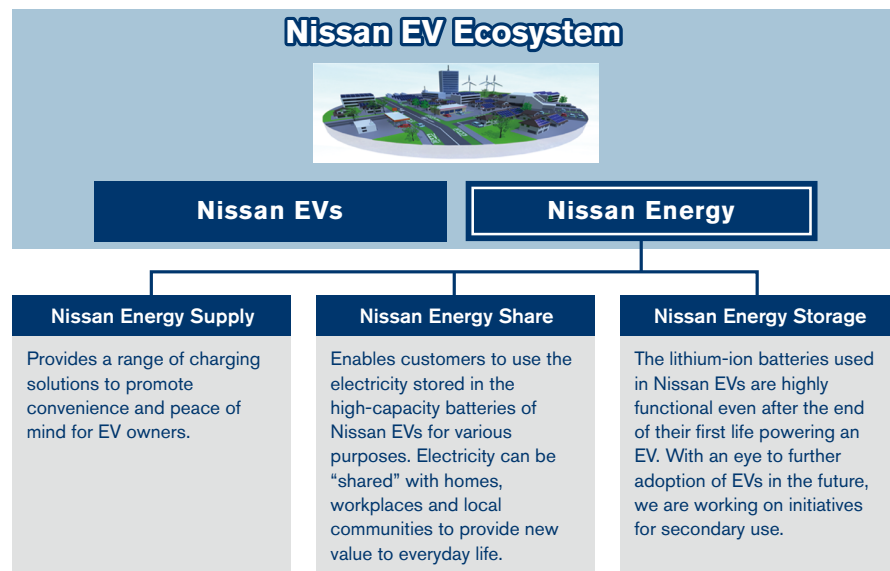 Nissan EV Ecosystem
Nissan EVs
Nissan Energy
Nissan Energy Supply
Provides a range of charging
solutions to promote
convenience and peace of
mind for EV owners.
Nissan Energy Share
Enables customers to use the
electricity stored in the
high-capacity batteries of
Nissan EVs for various
purposes. Electricity can be
“shared” with homes,
workplaces and local
communities to provide new
value to everyday life.
Nissan Energy Storage
The lithium-ion batteries used
in Nissan EVs are highly
functional even after the end
of their first life powering an
EV. With an eye to further
adoption of EVs in the future,
we are working on initiatives
for secondary use.